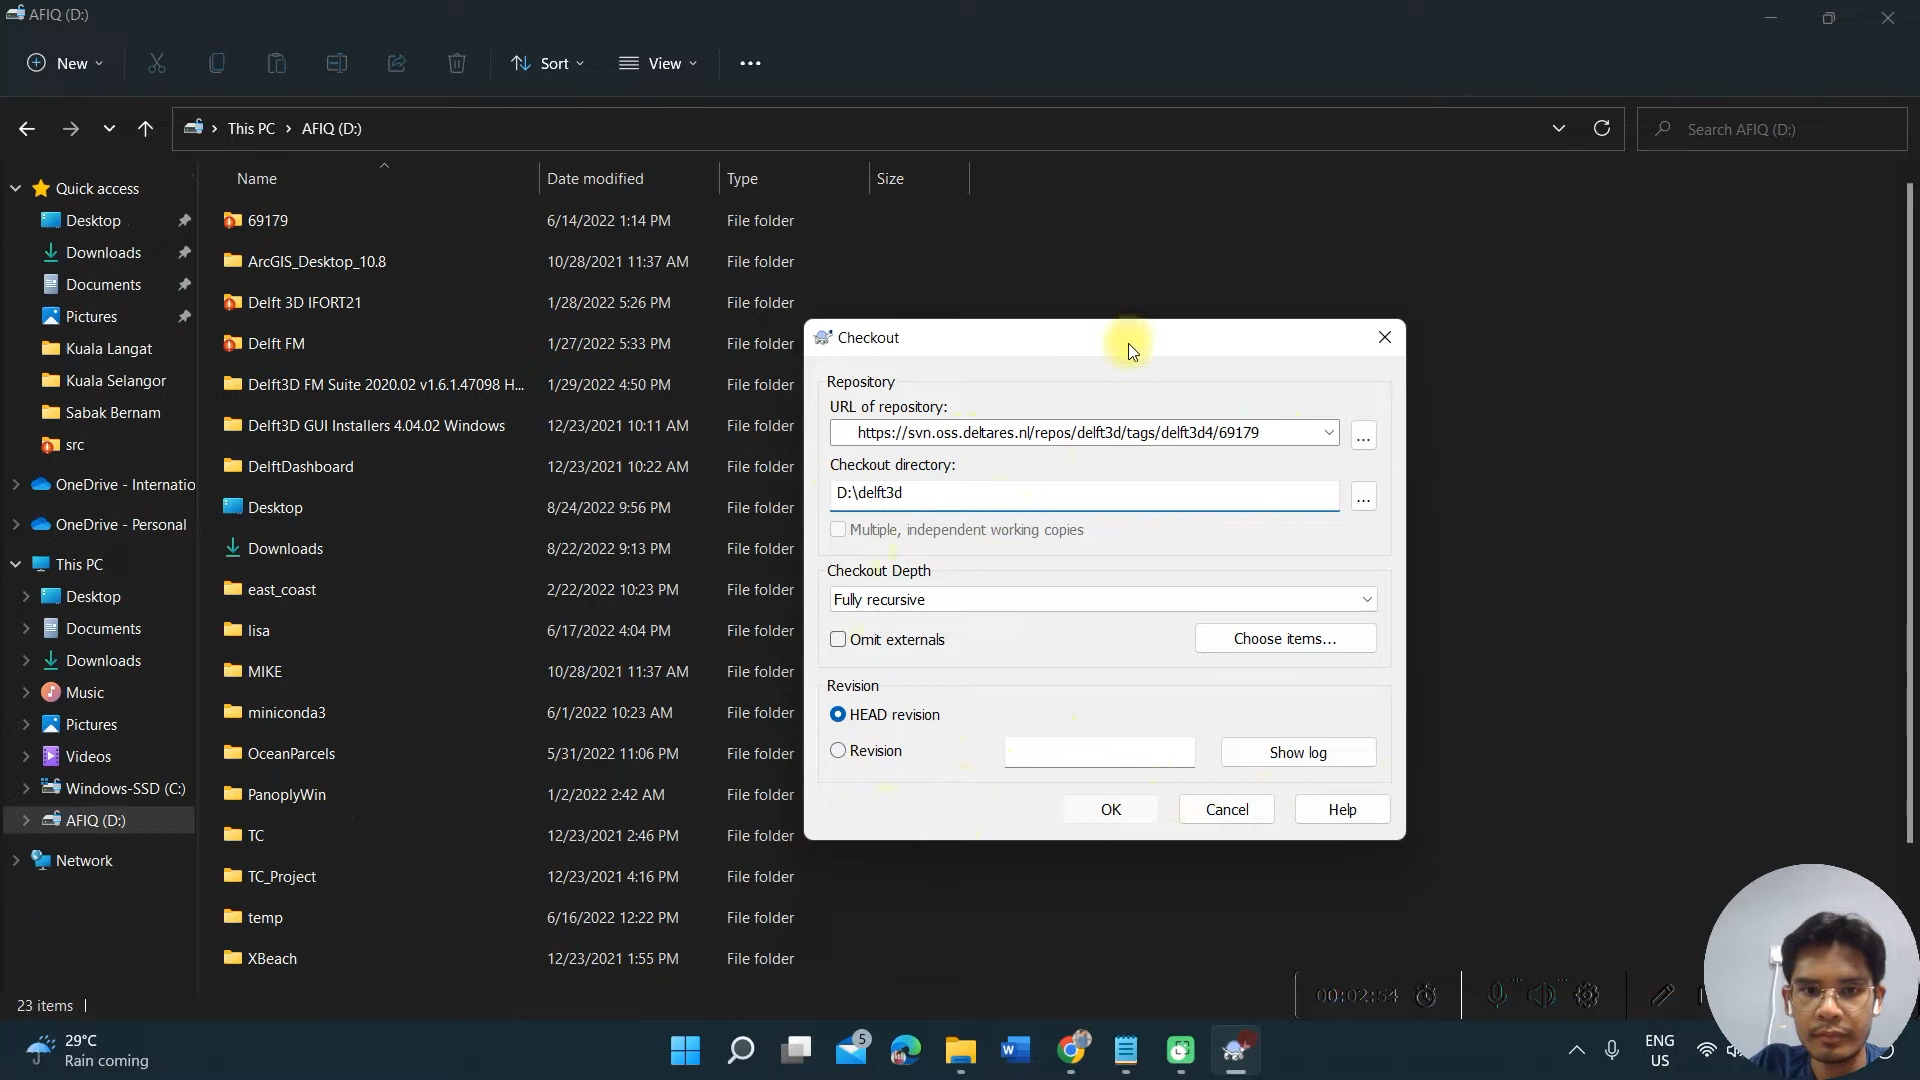 AFIQ (D:)
New
Sort
View
This PC
AFIQ (D:)
Search AFIQ (D:)
Name
Date modified
Type
Size
Quick access
Desktop
Downloads
Documents
Pictures
Kuala Langat
Kuala Selangor
Sabak Bernam
src
OneDrive - Internatio
OneDrive - Personal
This PC
Desktop
Documents
Downloads
Music
Pictures
Videos
Windows-SSD (C:)
AFIQ (D:)
Network
69179 6/14/2022 1:14 PM File folder
ArcGIS_Desktop_10.8 10/28/2021 11:37 AM File folder
Delft 3D IFORT21 1/28/2022 5:26 PM File folder
Delft FM 1/27/2022 5:33 PM File folder
Delft3D FM Suite 2020.02 v1.6.1.47098 H... 1/29/2022 4:50 PM File folder
Delft3D GUI Installers 4.04.02 Windows 12/23/2021 10:11 AM File folder
DelftDashboard 12/23/2021 10:22 AM File folder
Desktop 8/24/2022 9:56 PM File folder
Downloads 8/22/2022 9:13 PM File folder
east_coast 2/22/2022 10:23 PM File folder
lisa 6/17/2022 4:04 PM File folder
MIKE 10/28/2021 11:37 AM File folder
miniconda3 6/1/2022 10:23 AM File folder
OceanParcels 5/31/2022 11:06 PM File folder
PanoplyWin 1/2/2022 2:42 AM File folder
TC 12/23/2021 2:46 PM File folder
TC_Project 12/23/2021 4:16 PM File folder
temp 6/16/2022 12:22 PM File folder
XBeach 12/23/2021 1:55 PM File folder
Checkout
Repository
URL of repository:
https://svn.oss.deltares.nl/repos/delft3d/tags/delft3d4/69179
...
Checkout directory:
D:\delft3d
...
Multiple, independent working copies
Checkout Depth
Fully recursive
Omit externals
Choose items...
Revision
HEAD revision
Revision
Show log
OK
Cancel
Help
23 items
00:02:54
29°C
Rain coming
5
ENG
US